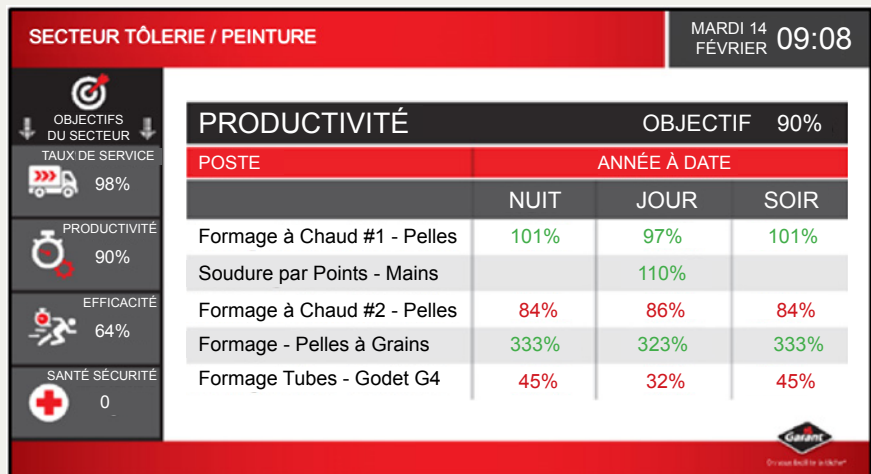 SECTEUR TÔLERIE / PEINTURE
MARDI 14
FÉVRIER 09:08
OBJECTIFS
DU SECTEUR
TAUX DE SERVICE
98%
PRODUCTIVITÉ
90%
EFFICACITÉ
64%
SANTÉ SÉCURITÉ
0
PRODUCTIVITÉ OBJECTIF 90%
POSTE ANNÉE À DATE
NUIT JOUR SOIR
Formage à Chaud #1 - Pelles 101% 97% 101%
Soudure par Points - Mains 110%
Formage à Chaud #2 - Pelles 84% 86% 84%
Formage - Pelles à Grains 333% 323% 333%
Formage Tubes - Godet G4 45% 32% 45%
Garant